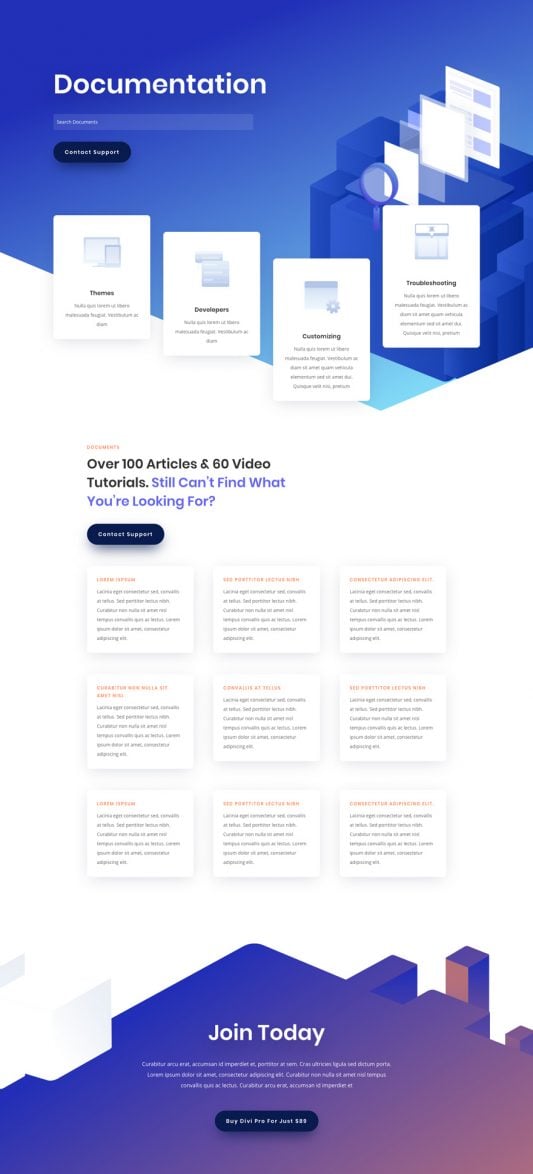 Documentation
Search Documents
Contact Support
Themes
Nulla quis lorem ut libero
malesuada feugiat. Vestibulum ac
diam
Developers
Nulla quis lorem ut libero
malesuada feugiat. Vestibulum ac
diam
Customizing
Nulla quis lorem ut libero
malesuada feugiat. Vestibulum ac
diam sit amet quam vehicula
elementum sed sit amet dui.
Quisque velit nisi, pretium
Troubleshooting
Nulla quis lorem ut libero
malesuada feugiat. Vestibulum ac
diam sit amet quam vehicula
elementum sed sit amet dui.
Quisque velit nisi, pretium
DOCUMENTS
Over 100 Articles & 60 Video
Tutorials. Still Can't Find What
You're Looking For?
Contact Support
LOREM IPSUM
Lacinia eget consectetur sed, convallis
at tellus. Sed porttitor lectus nibh.
Curabitur non nulla sit amet nisl
tempus convallis quis ac lectus. Lorem
ipsum dolor sit amet, consectetur
adipiscing elit.
SED PORTTITOR LECTUS NIBH
Lacinia eget consectetur sed, convallis
at tellus. Sed porttitor lectus nibh.
Curabitur non nulla sit amet nisl
tempus convallis quis ac lectus. Lorem
ipsum dolor sit amet, consectetur
adipiscing elit.
CONSECTETUR ADIPISCING ELIT.
Lacinia eget consectetur sed, convallis
at tellus. Sed porttitor lectus nibh.
Curabitur non nulla sit amet nisl
tempus convallis quis ac lectus. Lorem
ipsum dolor sit amet, consectetur
adipiscing elit.
CURABITUR NON NULLA SIT
AMET NISL
Lacinia eget consectetur sed, convallis
at tellus. Sed porttitor lectus nibh.
Curabitur non nulla sit amet nisl
tempus convallis quis ac lectus. Lorem
ipsum dolor sit amet, consectetur
adipiscing elit.
CONVALLIS AT TELLUS
Lacinia eget consectetur sed, convallis
at tellus. Sed porttitor lectus nibh.
Curabitur non nulla sit amet nisl
tempus convallis quis ac lectus. Lorem
ipsum dolor sit amet, consectetur
adipiscing elit.
SED PORTTITOR LECTUS NIBH
Lacinia eget consectetur sed, convallis
at tellus. Sed porttitor lectus nibh.
Curabitur non nulla sit amet nisl
tempus convallis quis ac lectus. Lorem
ipsum dolor sit amet, consectetur
adipiscing elit.
LOREM IPSUM
Lacinia eget consectetur sed, convallis
at tellus. Sed porttitor lectus nibh.
Curabitur non nulla sit amet nisl
tempus convallis quis ac lectus. Lorem
ipsum dolor sit amet, consectetur
adipiscing elit.
SED PORTTITOR LECTUS NIBH
Lacinia eget consectetur sed, convallis
at tellus. Sed porttitor lectus nibh.
Curabitur non nulla sit amet nisl
tempus convallis quis ac lectus. Lorem
ipsum dolor sit amet, consectetur
adipiscing elit.
CONSECTETUR ADIPISCING ELIT.
Lacinia eget consectetur sed, convallis
at tellus. Sed porttitor lectus nibh.
Curabitur non nulla sit amet nisl
tempus convallis quis ac lectus. Lorem
ipsum dolor sit amet, consectetur
adipiscing elit.
Join Today
Curabitur arcu erat, accumsan id imperdiet et, porttitor at sem. Cras ultricies ligula sed dictum porta.
Lorem ipsum dolor sit amet, consectetur adipiscing elit. Curabitur non nulla sit amet nisl tempus
convallis quis ac lectus. Curabitur arcu erat, accumsan id imperdiet et
Buy Divi Pro For Just $89